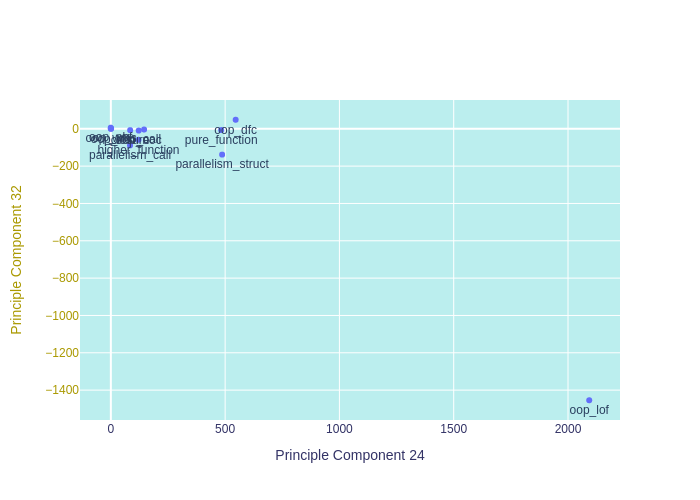 0
−200
−400
−600
−800
−1000
−1200
−1400
Principle Component 32
oop_dfc
pure_function
higher_function
parallelism_call
parallelism_struct
oop_lof
0
500
1000
1500
2000
Principle Component 24